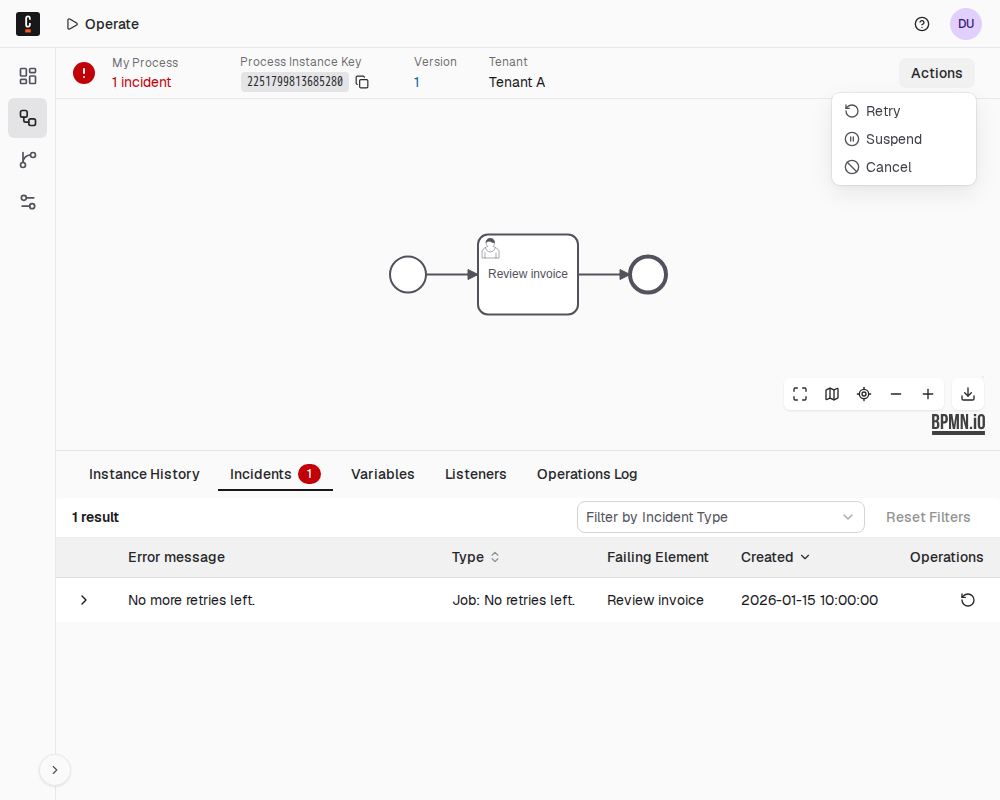 C
Operate
DU
My Process
1 incident
Process Instance Key
2251799813685280
Version
1
Tenant
Tenant A
Actions
Retry
Suspend
Cancel
Review invoice
BPMN.iO
Instance History
Incidents 1
Variables
Listeners
Operations Log
1 result
Filter by Incident Type
Reset Filters
Error message
Type
Failing Element
Created
Operations
No more retries left.
Job: No retries left.
Review invoice
2026-01-15 10:00:00